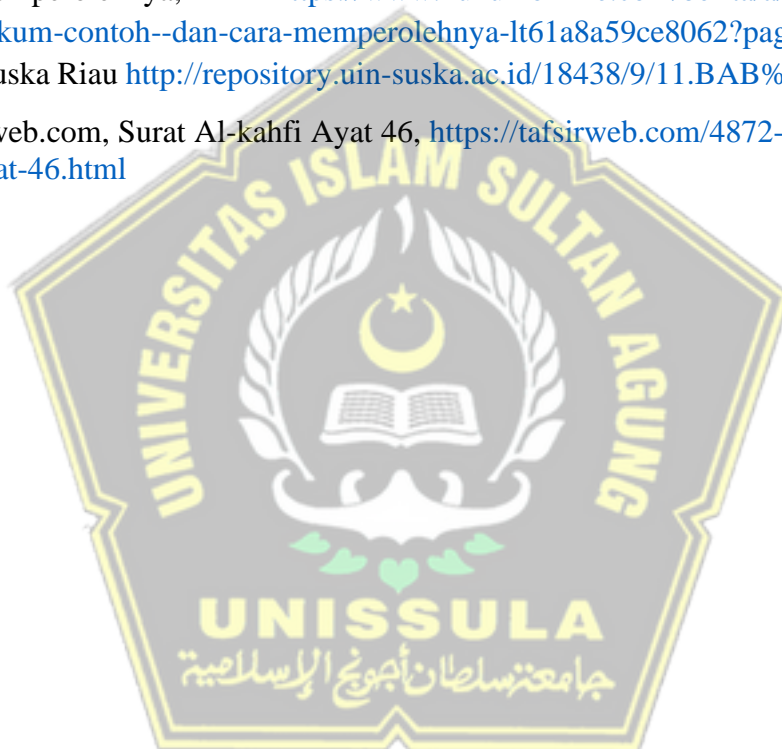 kum-contoh--dan-cara-memperolehnya-lt61a8a59ce8062?pag
uska Riau http://repository.uin-suska.ac.id/18438/9/11.BAB%
web.com, Surat Al-kahfi Ayat 46, https://tafsirweb.com/4872-
at-46.html
UNIVERSITAS ISLAM SULTAN AGUNG
UNISSULA
جامعة سلطان أجونج الإسلامية